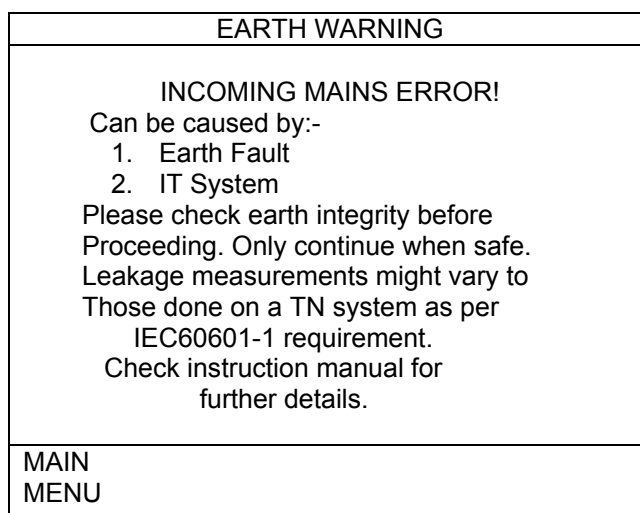 EARTH WARNING
INCOMING MAINS ERROR!
Can be caused by:-
1. Earth Fault
2. IT System
Please check earth integrity before
Proceeding. Only continue when safe.
Leakage measurements might vary to
Those done on a TN system as per
IEC60601-1 requirement.
Check instruction manual for
further details.
MAIN
MENU